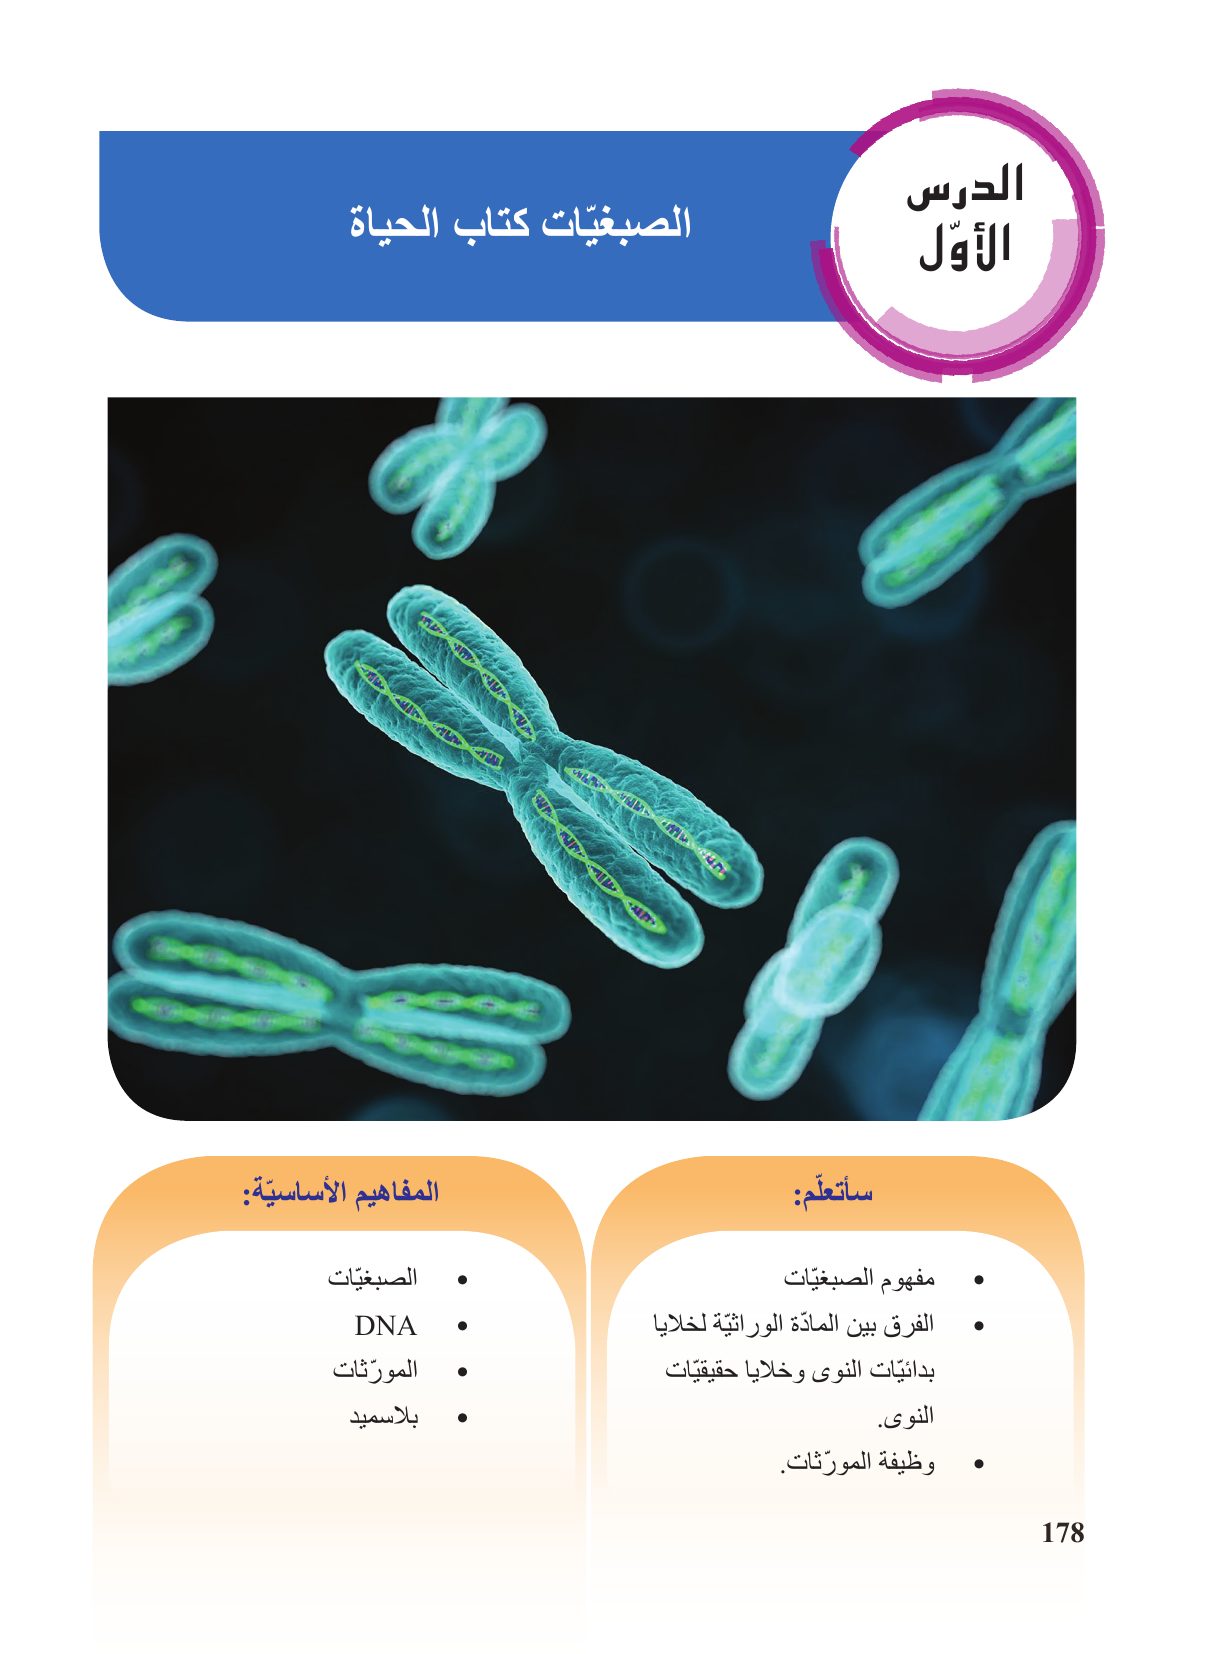 الدرس
الأوّل
الصبغيّات كتاب الحياة
سأتعلّم:
• مفهوم الصبغيّات
• الفرق بين المادّة الوراثيّة لخلايا
بدائيّات النوى وخلايا حقيقيّات
النوى.
• وظيفة المورّثات.
المفاهيم الأساسيّة:
• الصبغيّات
• DNA
• المورّثات
• بلاسميد
178